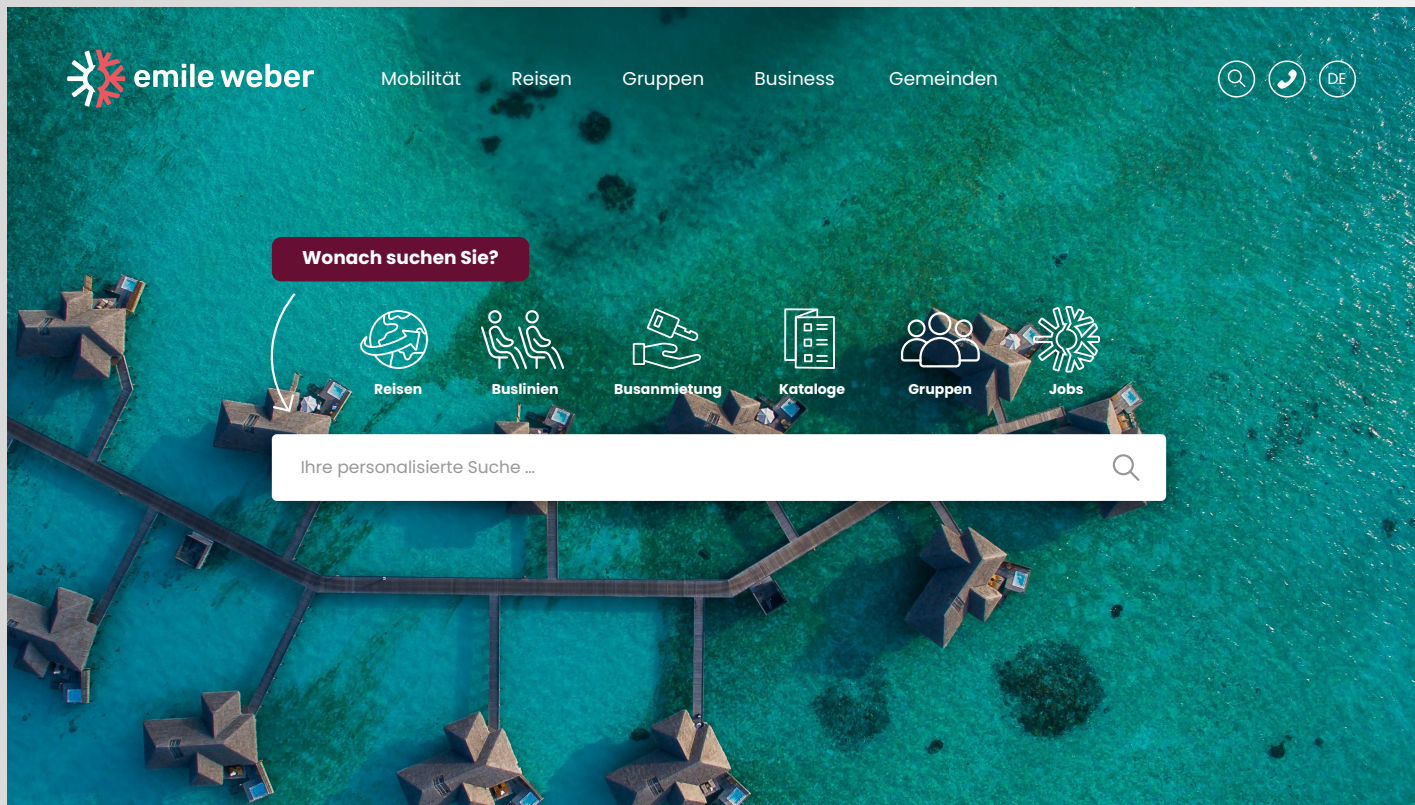 emile weber
Mobilität
Reisen
Gruppen
Business
Gemeinden
DE
Wonach suchen Sie?
Reisen
Buslinien
Busanmietung
Kataloge
Gruppen
Jobs
Ihre personalisierte Suche ...